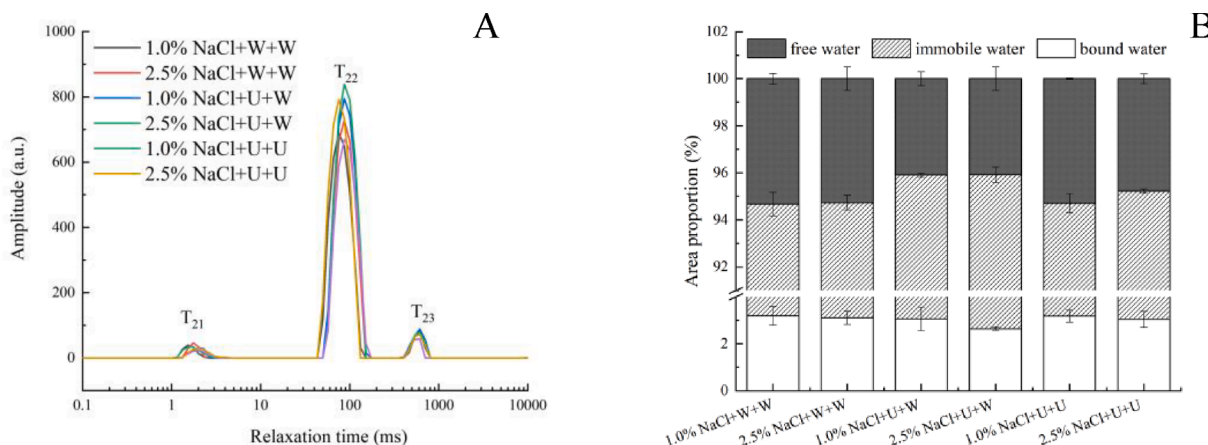 A
1000
800
600
400
200
0
Amplitude (a.u.)
1.0% NaCl+W+W
2.5% NaCl+W+W
1.0% NaCl+U+W
2.5% NaCl+U+W
1.0% NaCl+U+U
2.5% NaCl+U+U
T21
T22
T23
0.1 1 10 100 1000 10000
Relaxation time (ms)
B
free water immobile water bound water
100
98
96
94
92
2
0
Area proportion (%)
1.0% NaCl+W+W
2.5% NaCl+W+W
1.0% NaCl+U+W
2.5% NaCl+U+W
1.0% NaCl+U+U
2.5% NaCl+U+U